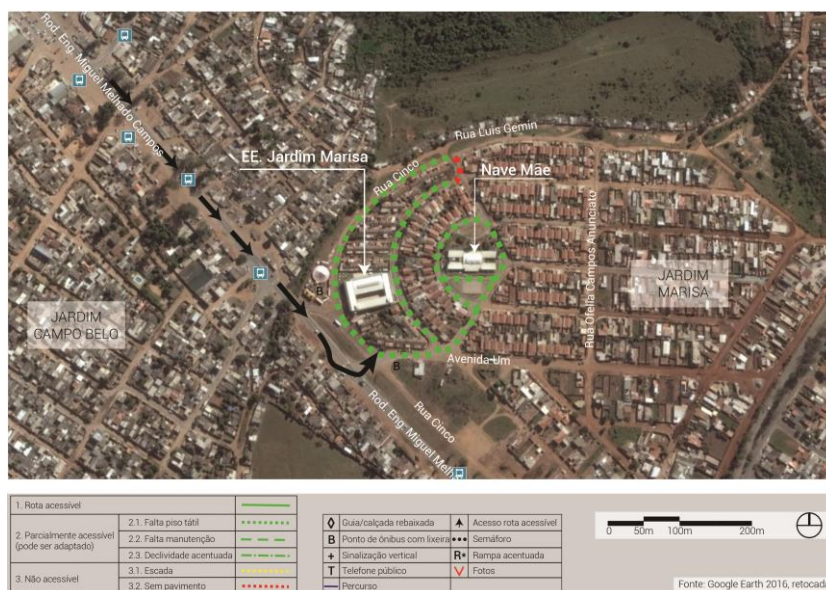 Rod. Eng. Miguel Melhado Campos
EE. Jardim Marisa
Rua Cinco
Rua Luis Gemin
Nave Mãe
Rua Ofelia Campos Anunciato
JARDIM
MARISA
JARDIM
CAMPO BELO
B
B
Avenida Um
Rua Cinco
Rod. Eng. Miguel Melh
1. Rota acessível
2. Parcialmente acessível
(pode ser adaptado)
2.1. Falta piso tátil
2.2. Falta manutenção
2.3. Declividade acentuada
3. Não acessível
3.1. Escada
3.2. Sem pavimento
Guia/calçada rebaixada
B Ponto de ônibus com lixeira
+ Sinalização vertical
T Telefone público
Percurso
Acesso rota acessível
Semáforo
R• Rampa acentuada
Fotos
0 50m 100m 200m
Fonte: Google Earth 2016, retocada